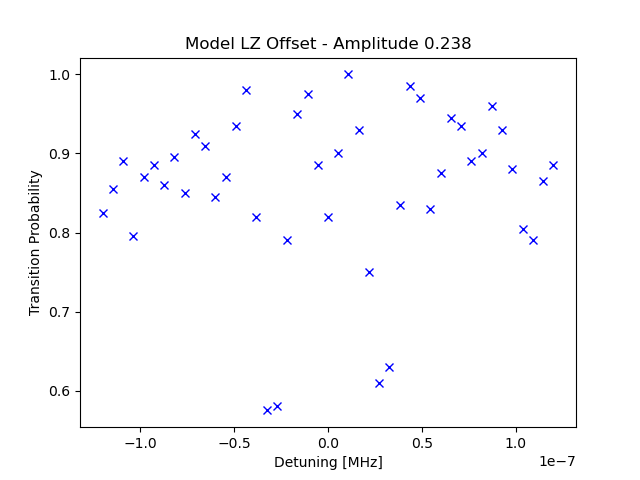 Model LZ Offset - Amplitude 0.238
1.0
0.9
0.8
0.7
0.6
Transition Probability
−1.0 −0.5 0.0 0.5 1.0
1e−7
Detuning [MHz]